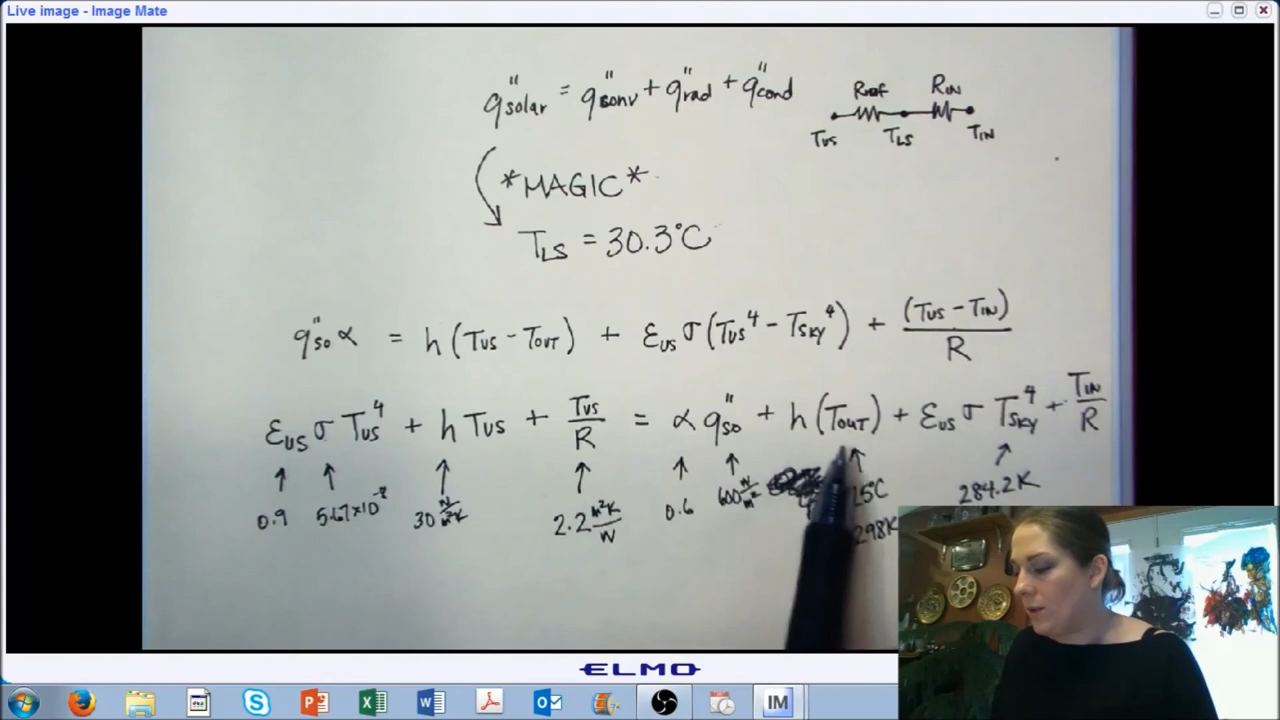 Live image - Image Mate
q"solar = q"conv + q"rad + q"cond
Rroof RIN
TUS TLS TIN
*MAGIC*
TLS = 30.3°C
q"so α = h(TUS - TOUT) + εUS σ(TUS⁴ - TSKY⁴) + (TUS - TIN)/R
εUS σ TUS⁴ + h TUS + TUS/R = α q"so + h(TOUT) + εUS σ TSKY⁴ + TIN/R
0.9 5.67x10⁻⁸ 30 W/m²K 2.2 m²K/W 0.6 600 W/m² 25C 284.2K
298K
ELMO
IM